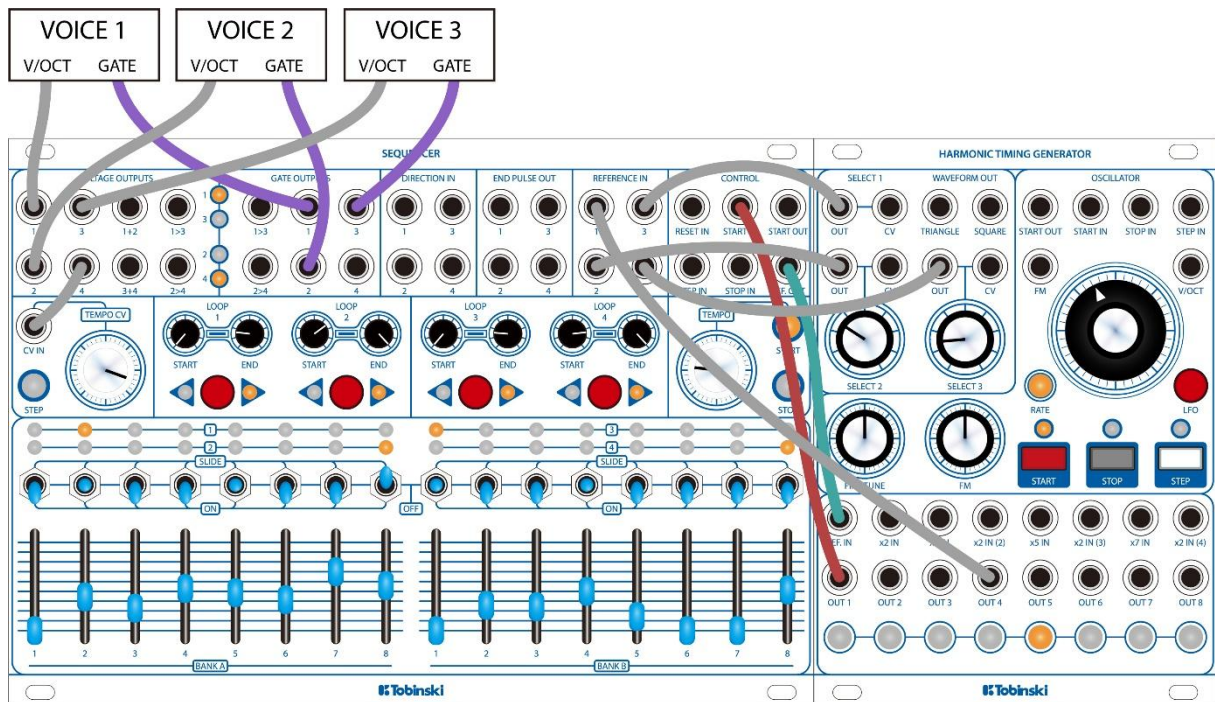 VOICE 1 VOICE 2 VOICE 3
V/OCT GATE V/OCT GATE V/OCT GATE
SEQUENCER
GATE OUTPUTS DIRECTION IN END PULSE OUT REFERENCE IN CONTROL
1 3 1+2 1>3 1 3 1>3 1 3 1 3 1 3 1 3 RESET IN START START OUT
2 4 3+4 2>4 2 4 2>4 2 4 2 4 2 4 2 STOP IN
TEMPO CV LOOP 1 LOOP 2 LOOP 3 LOOP 4 TEMPO
CV IN START END START END START END START END START
STEP
1 3
2 4
SLIDE SLIDE
ON OFF ON
1 2 3 4 5 6 7 8 1 2 3 4 5 6 7 8
BANK A BANK B
Tobinski
HARMONIC TIMING GENERATOR
SELECT 1 WAVEFORM OUT OSCILLATOR
OUT CV TRIANGLE SQUARE START OUT START IN STOP IN STEP IN
OUT OUT CV FM V/OCT
SELECT 2 SELECT 3 RATE LFO
FM START STOP STEP
x2 IN x2 IN (2) x5 IN x2 IN (3) x7 IN x2 IN (4)
OUT 1 OUT 2 OUT 3 OUT 4 OUT 5 OUT 6 OUT 7 OUT 8
Tobinski